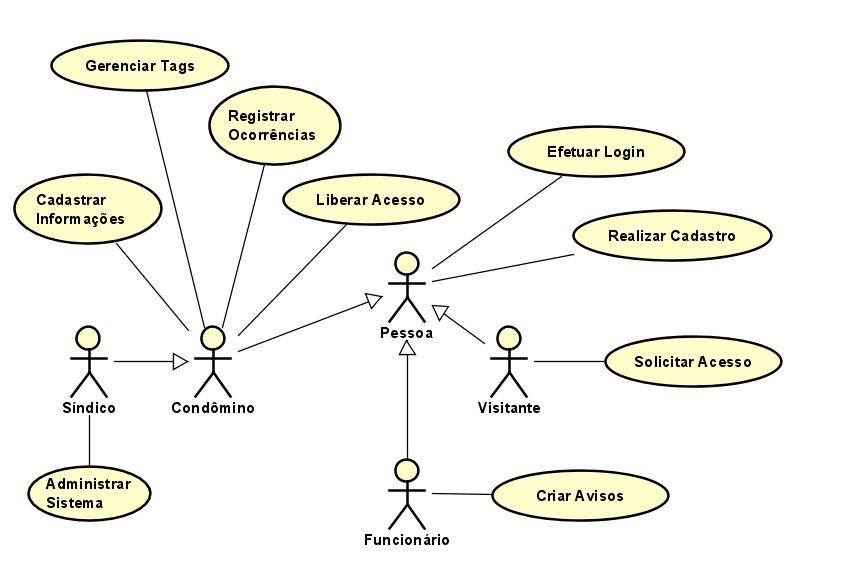 Gerenciar Tags
Registrar
Ocorrências
Efetuar Login
Cadastrar
Informações
Liberar Acesso
Realizar Cadastro
Pessoa
Solicitar Acesso
Síndico
Condômino
Visitante
Administrar
Sistema
Criar Avisos
Funcionário